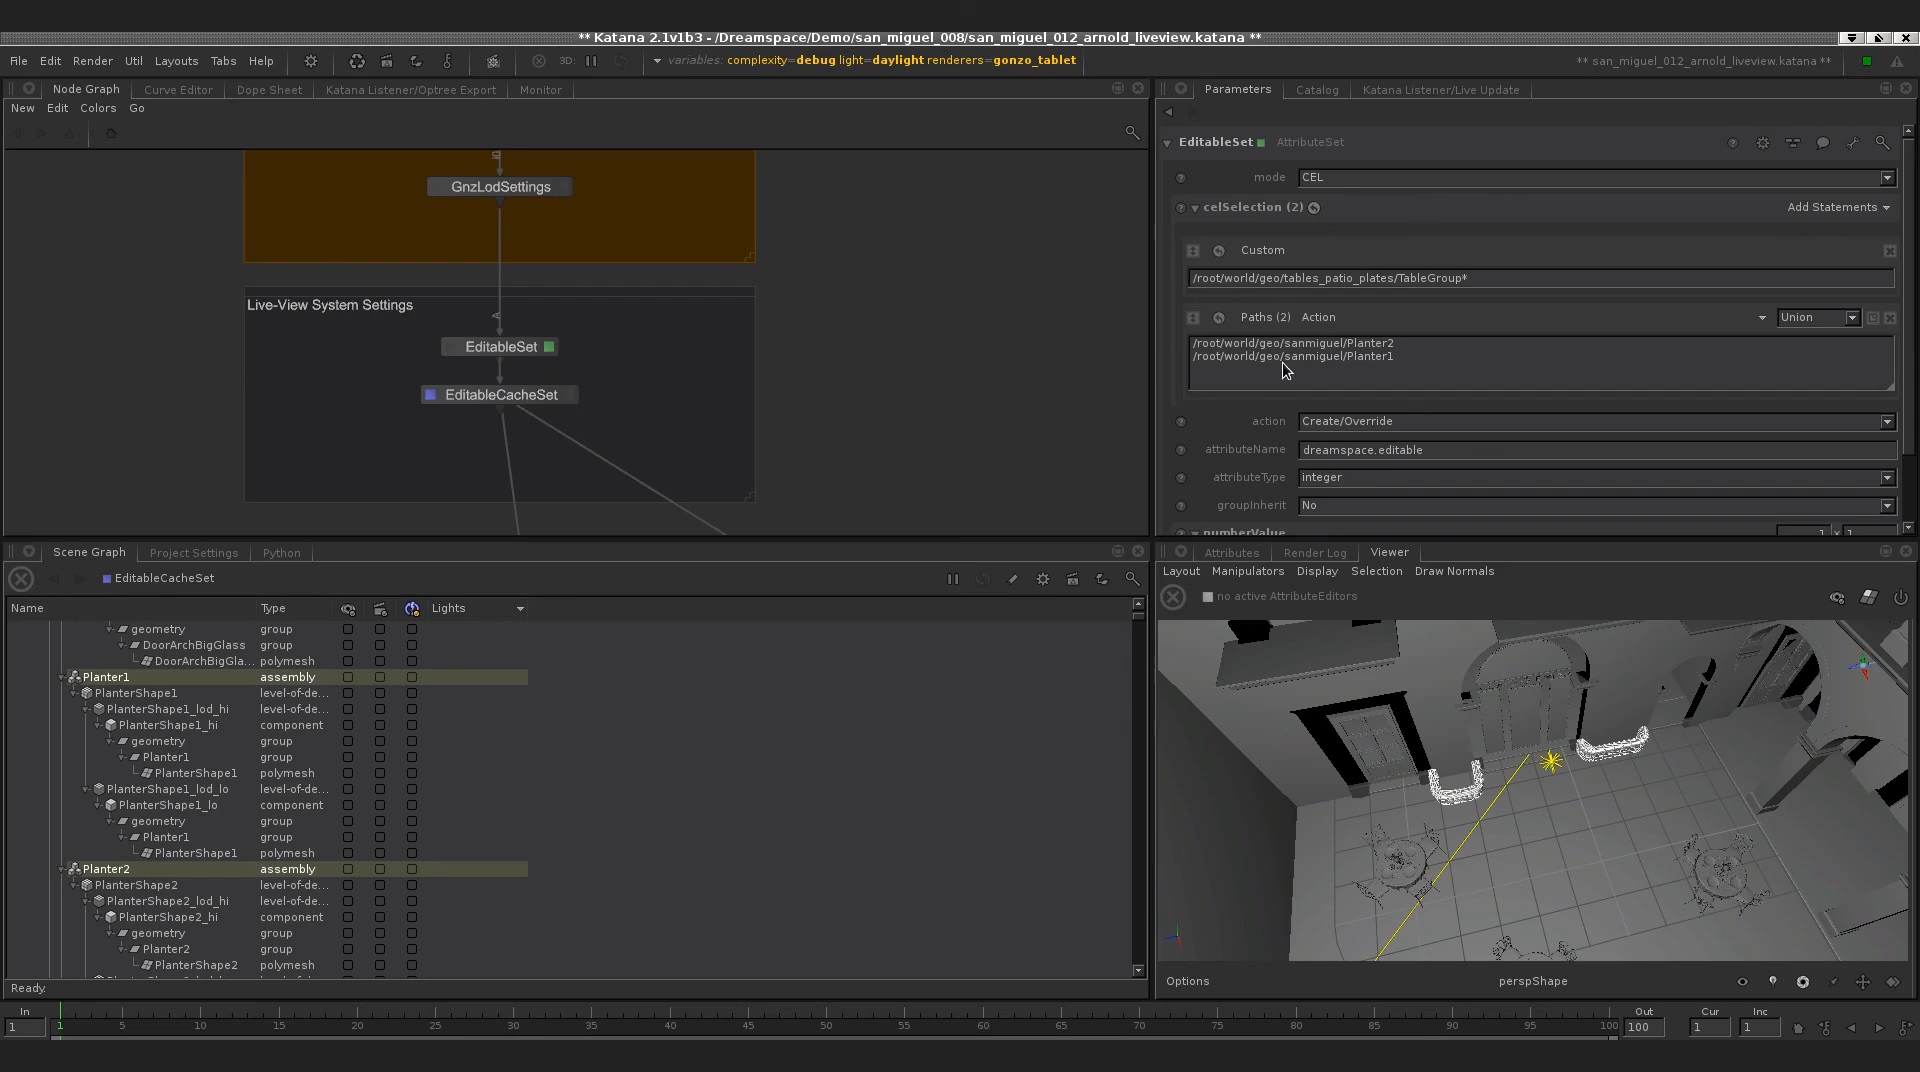 ** Katana 2.1v1b3 - /Dreamspace/Demo/san_miguel_008/san_miguel_012_arnold_liveview.katana **
File Edit Render Util Layouts Tabs Help 3D: variables: complexity=debug light=daylight renderers=gonzo_tablet ** san_miguel_012_arnold_liveview.katana **
Node Graph Curve Editor Dope Sheet Katana Listener/Optree Export Monitor
New Edit Colors Go
GnzLodSettings
Live-View System Settings
A
EditableSet
EditableCacheSet
Parameters Catalog Katana Listener/Live Update
EditableSet AttributeSet
mode CEL
celSelection (2) Add Statements
Custom
/root/world/geo/tables_patio_plates/TableGroup*
Paths (2) Action Union
/root/world/geo/sanmiguel/Planter2
/root/world/geo/sanmiguel/Planter1
action Create/Override
attributeName dreamspace.editable
attributeType integer
groupInherit No
numberValue 1 x 1
Scene Graph Project Settings Python
EditableCacheSet
Name Type Lights
geometry group
DoorArchBigGlass group
DoorArchBigGla... polymesh
Planter1 assembly
PlanterShape1 level-of-de...
PlanterShape1_lod_hi level-of-de...
PlanterShape1_hi component
geometry group
Planter1 group
PlanterShape1 polymesh
PlanterShape1_lod_lo level-of-de...
PlanterShape1_lo component
geometry group
Planter1 group
PlanterShape1 polymesh
Planter2 assembly
PlanterShape2 level-of-de...
PlanterShape2_lod_hi level-of-de...
PlanterShape2_hi component
geometry group
Planter2 group
PlanterShape2 polymesh
Ready.
Attributes Render Log Viewer
Layout Manipulators Display Selection Draw Normals
no active AttributeEditors
Options perspShape
In Out Cur Inc
1 1 5 10 15 20 25 30 35 40 45 50 55 60 65 70 75 80 85 90 95 100 100 1 1